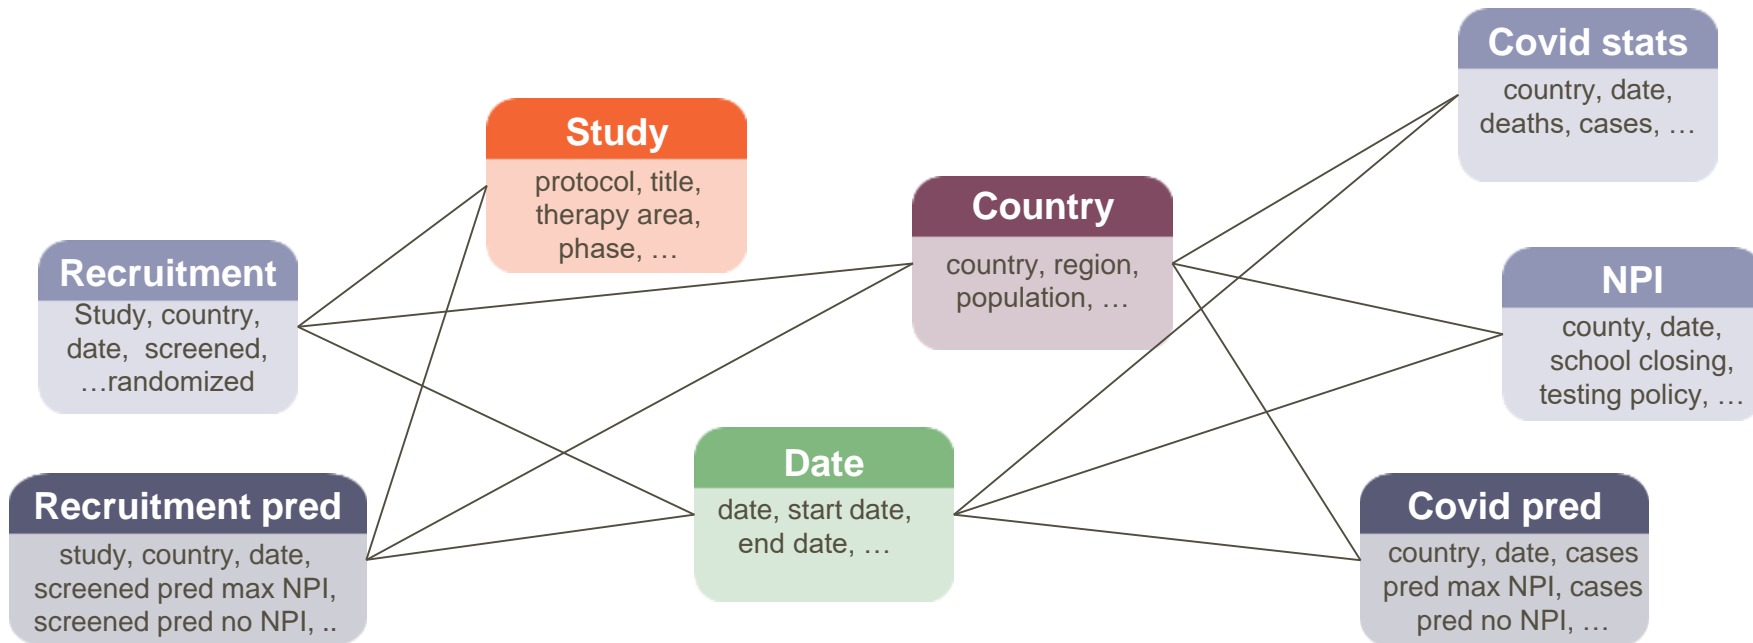 Covid stats
country, date,
deaths, cases, …
Study
protocol, title,
therapy area,
phase, …
Country
country, region,
population, …
Recruitment
Study, country,
date, screened,
…randomized
NPI
county, date,
school closing,
testing policy, …
Date
date, start date,
end date, …
Recruitment pred
study, country, date,
screened pred max NPI,
screened pred no NPI, ..
Covid pred
country, date, cases
pred max NPI, cases
pred no NPI, …